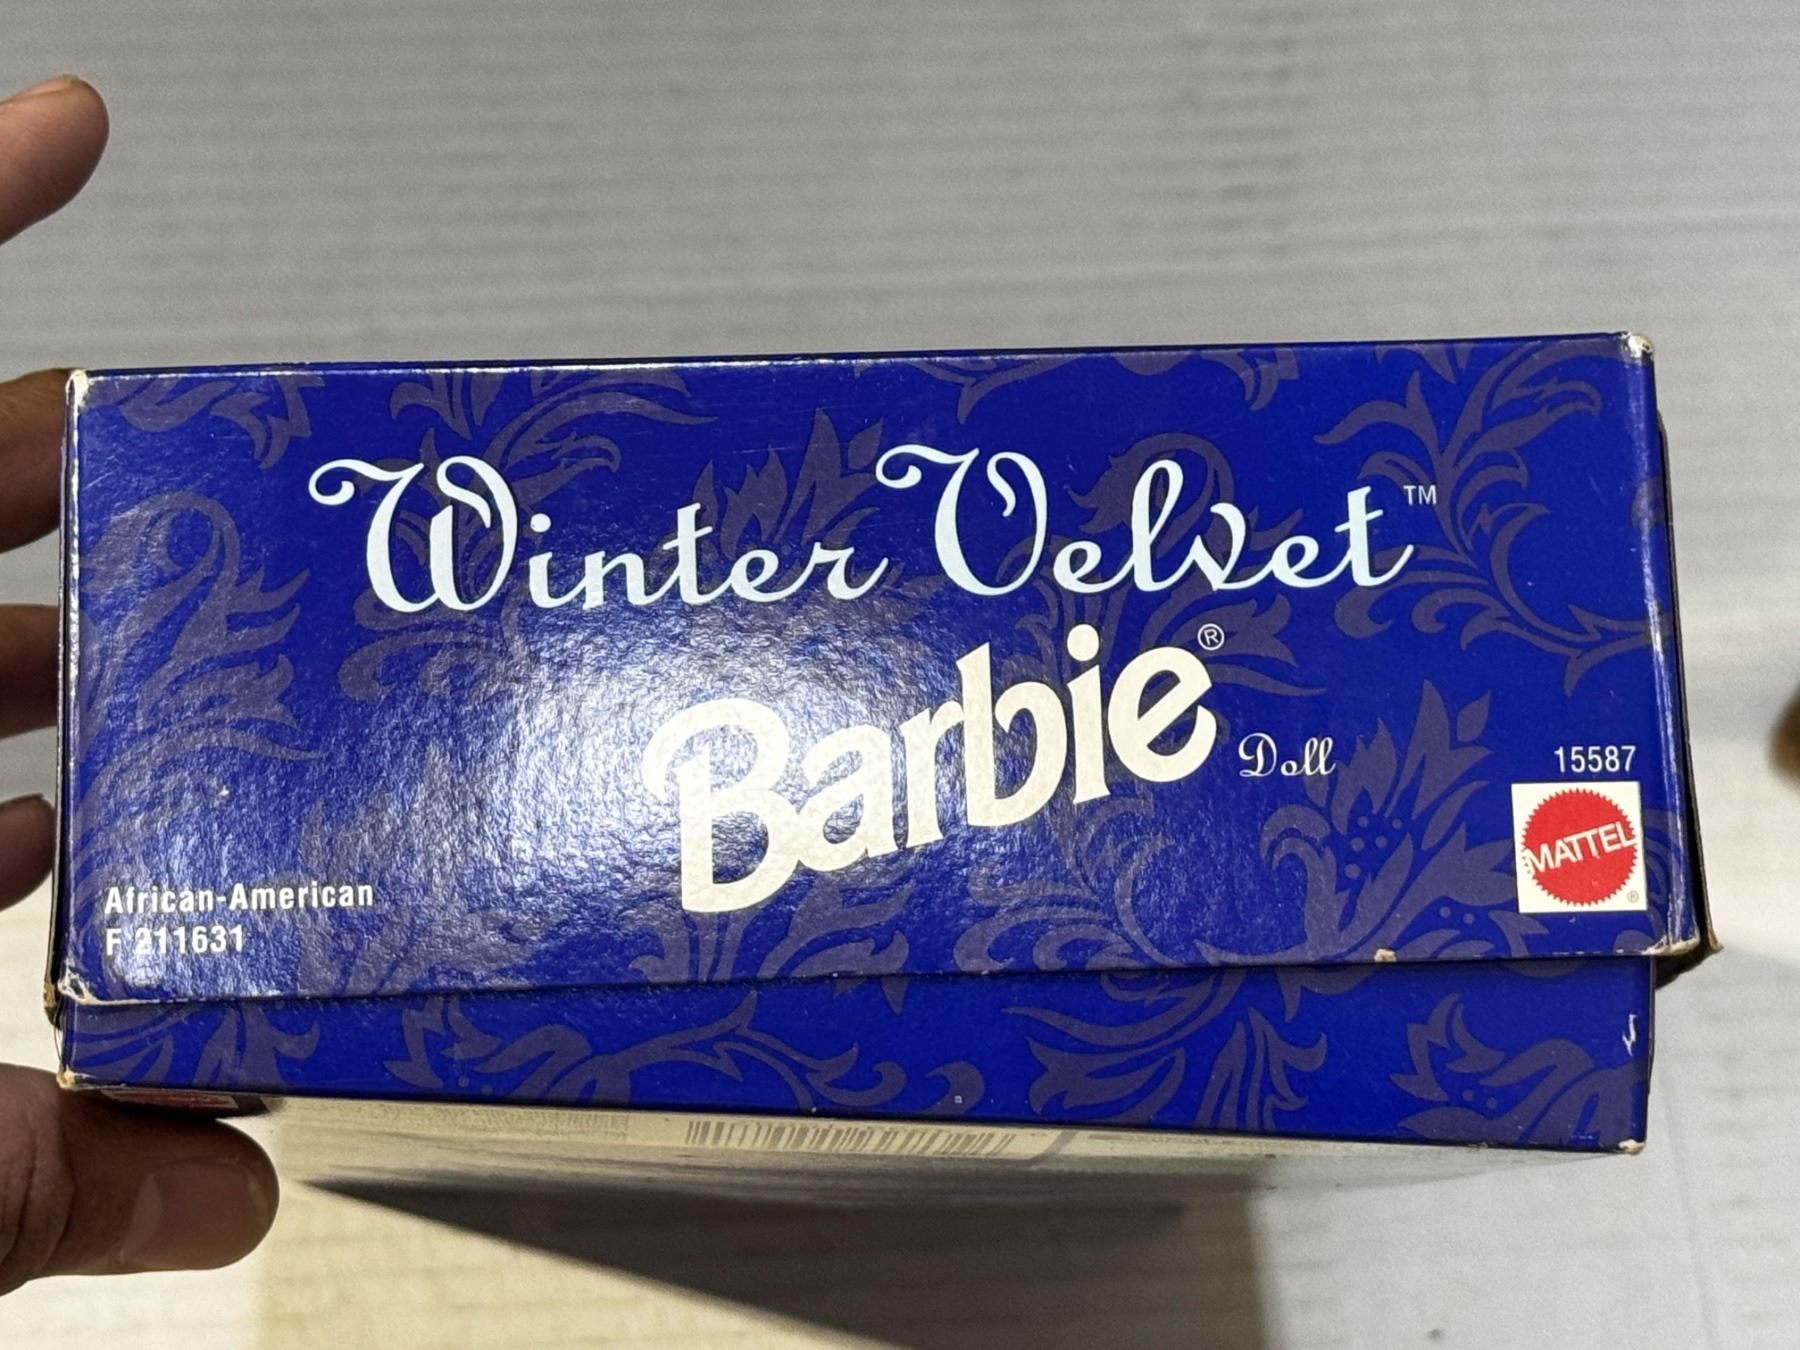 Winter Velvet™
Barbie®
Doll
15587
MATTEL
®
African-American
F 211631